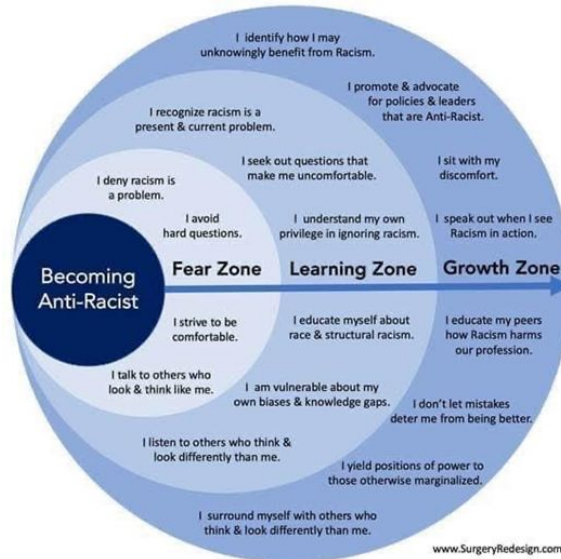 I identify how I may
unknowingly benefit from Racism.
I promote & advocate
for policies & leaders
that are Anti-Racist.
I recognize racism is a
present & current problem.
I seek out questions that
make me uncomfortable.
I sit with my
discomfort.
I deny racism is
a problem.
I avoid
hard questions.
I understand my own
privilege in ignoring racism.
I speak out when I see
Racism in action.
Becoming
Anti-Racist
Fear Zone
Learning Zone
Growth Zone
I strive to be
comfortable.
I educate myself about
race & structural racism.
I educate my peers
how Racism harms
our profession.
I talk to others who
look & think like me.
I am vulnerable about my
own biases & knowledge gaps.
I don't let mistakes
deter me from being better.
I listen to others who think &
look differently than me.
I yield positions of power to
those otherwise marginalized.
I surround myself with others who
think & look differently than me.
www.SurgeryRedesign.com